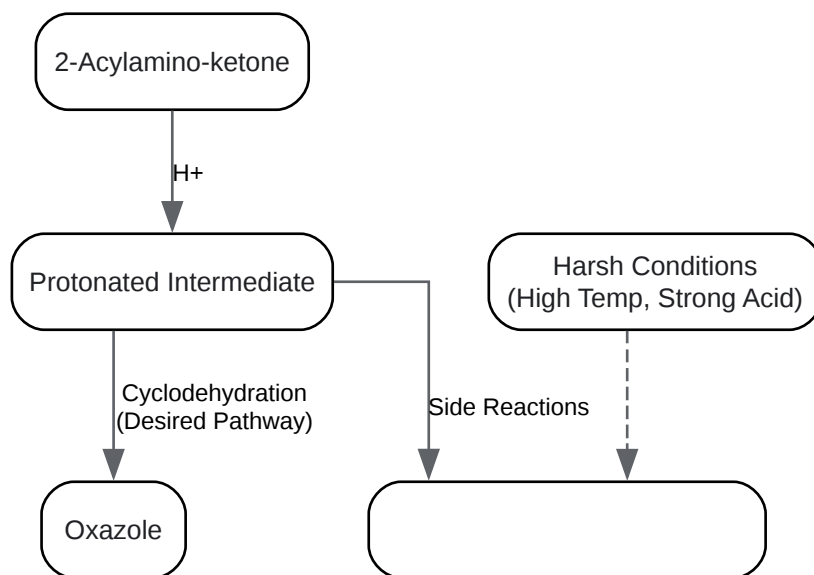 2-Acylamino-ketone
H+
Protonated Intermediate
Harsh Conditions
(High Temp, Strong Acid)
Cyclodehydration
(Desired Pathway)
Side Reactions
Oxazole